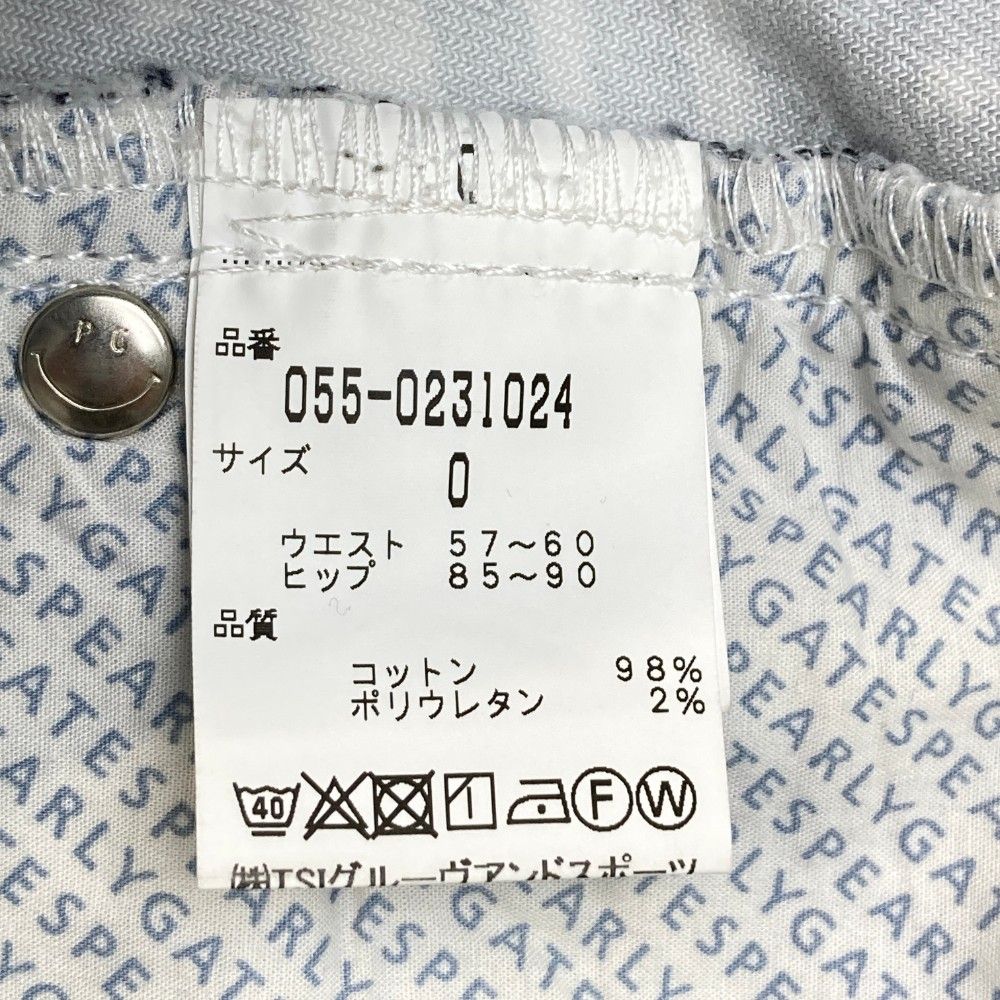 品番
055-0231024
サイズ
0
ウエスト 57〜60
ヒップ 85〜90
品質
コットン 98%
ポリウレタン 2%
40
F
W
㈱TSIグルーヴアンドスポーツ
P G
PEARLYGATES